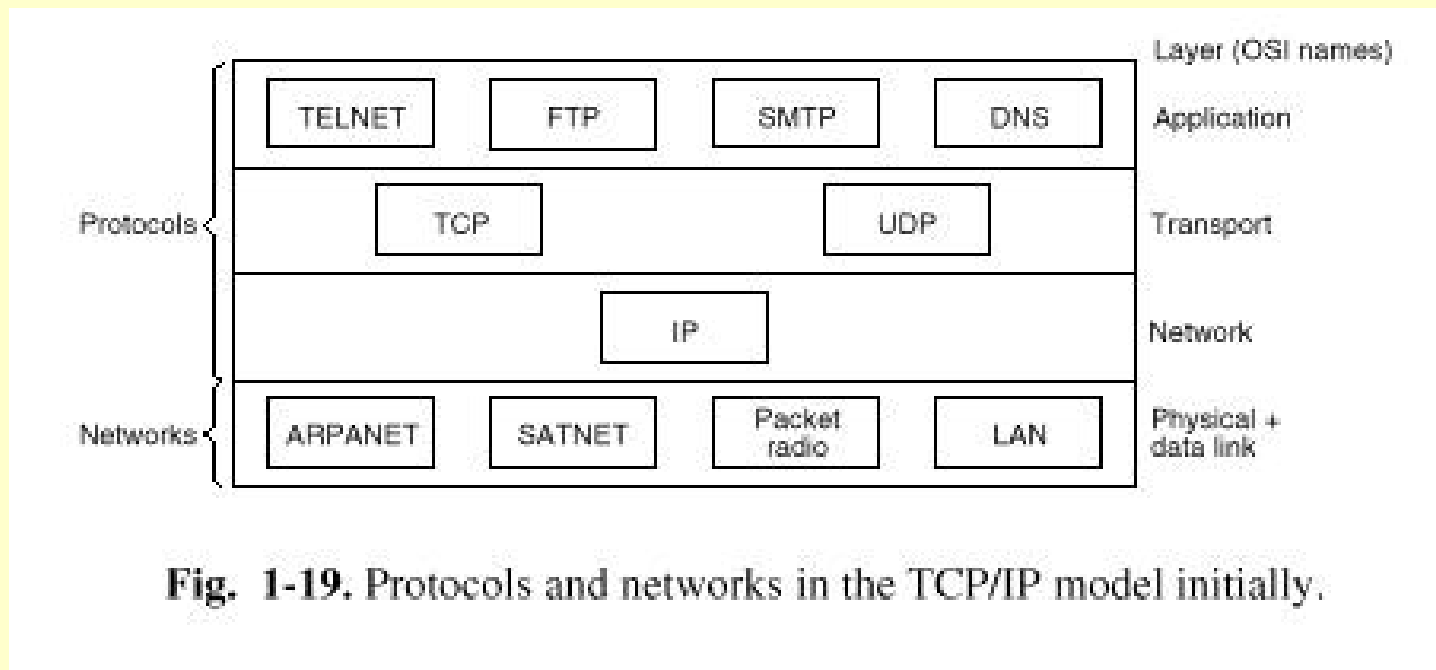 Layer (OSI names)
TELNET FTP SMTP DNS Application
Protocols TCP UDP Transport
IP Network
Networks ARPANET SATNET Packet radio LAN Physical +
data link
Fig. 1-19. Protocols and networks in the TCP/IP model initially.